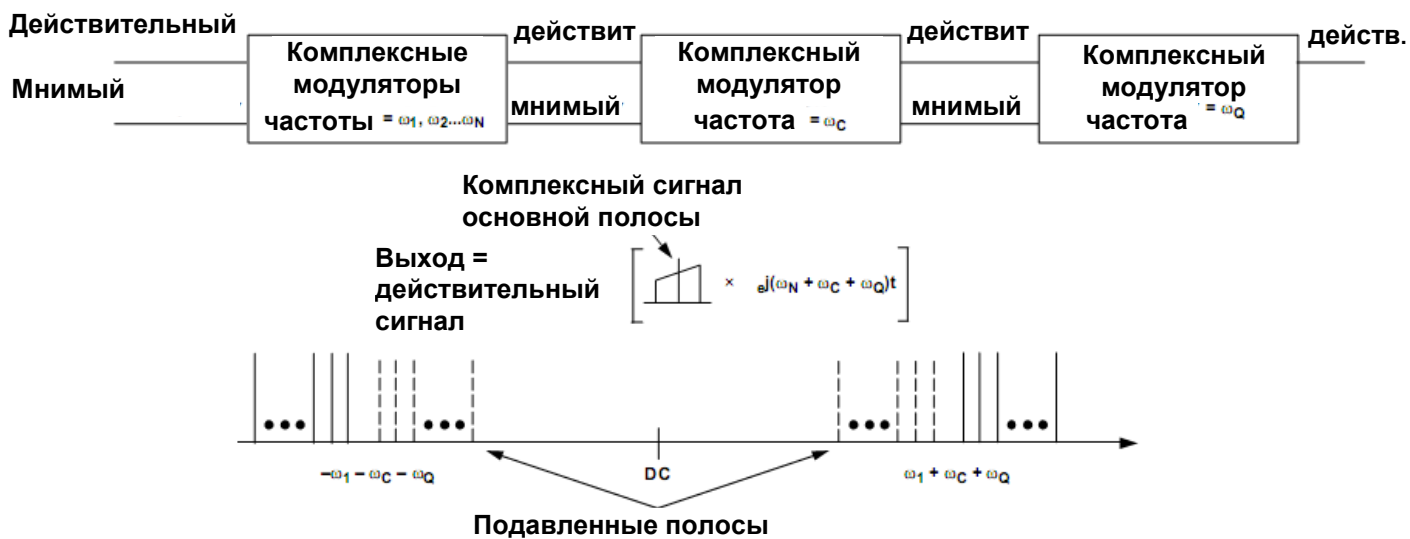 Действительный
Мнимый
Комплексные
модуляторы
частоты = ω1, ω2...ωN
действит
мнимый
Комплексный
модулятор
частота = ωC
действит
мнимый
Комплексный
модулятор
частота = ωQ
действ.
Комплексный сигнал
основной полосы
Выход =
действительный
сигнал
× ej(ωN + ωC + ωQ)t
–ω1 – ωC – ωQ
DC
ω1 + ωC + ωQ
Подавленные полосы